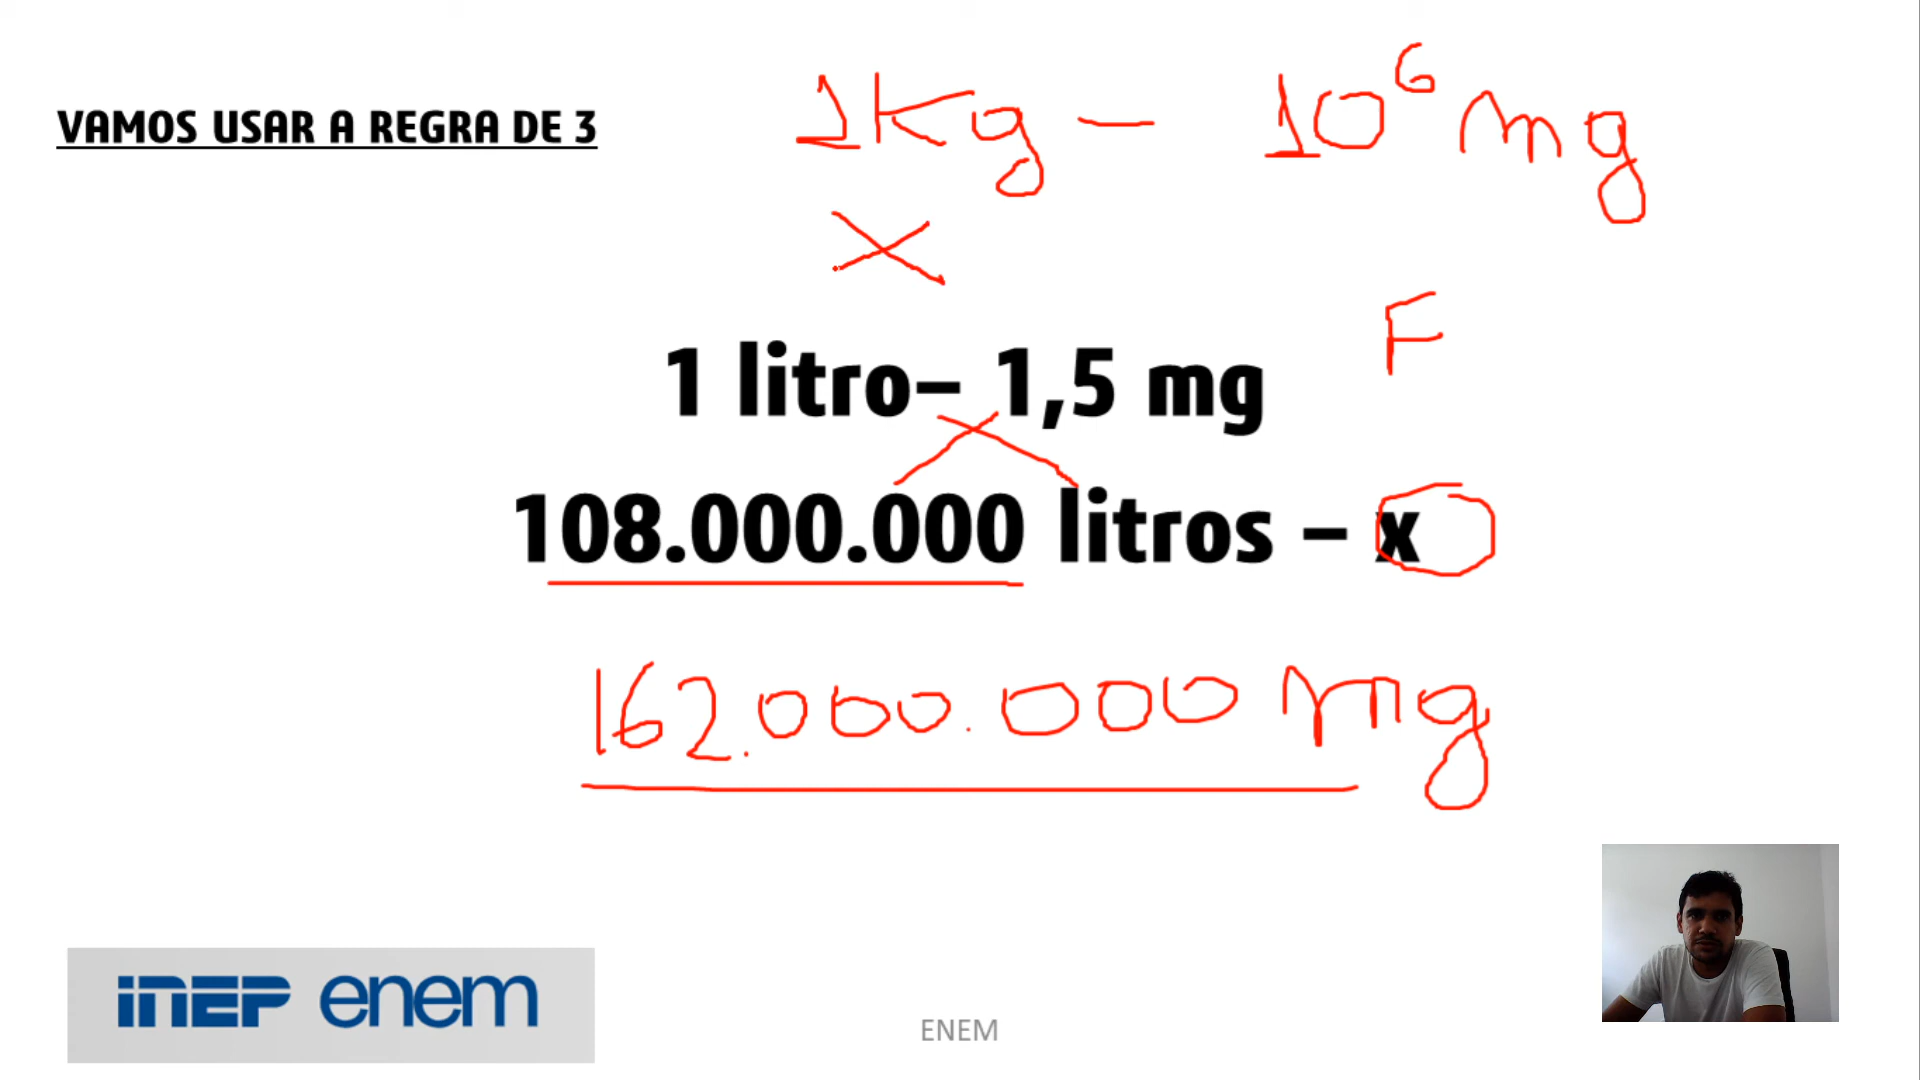 VAMOS USAR A REGRA DE 3
1Kg – 10⁶ mg
X
F
1 litro– 1,5 mg
108.000.000 litros – x
162.000.000 mg
INEP enem
ENEM